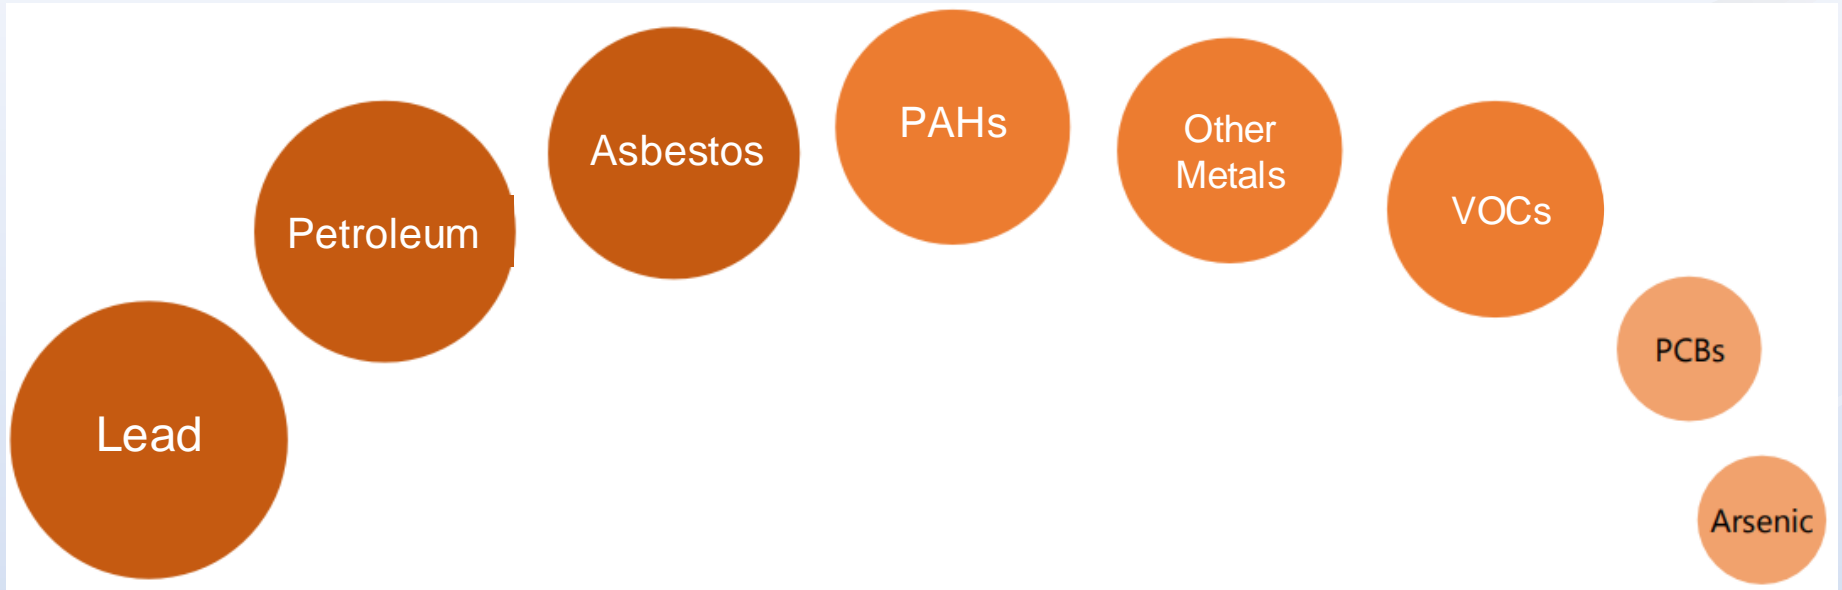 Lead
Petroleum
Asbestos
PAHs
Other
Metals
VOCs
PCBs
Arsenic